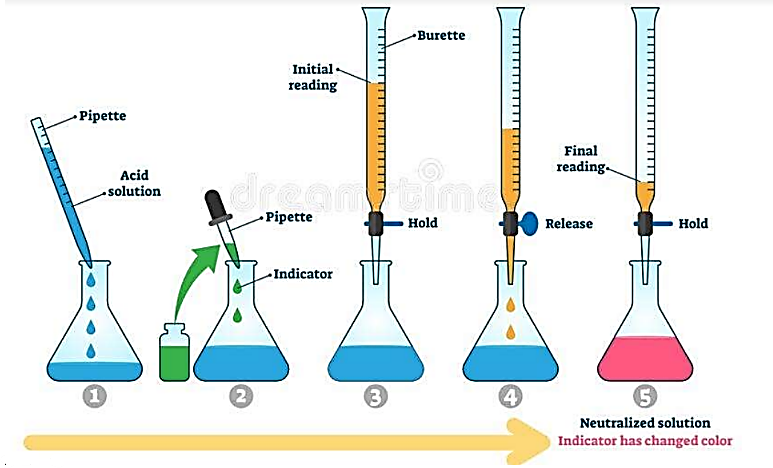 Burette
Initial
reading
Pipette
Acid
solution
Final
reading
dreamstime
Pipette
Hold
Release
Hold
Indicator
1
2
3
4
5
Neutralized solution
Indicator has changed color